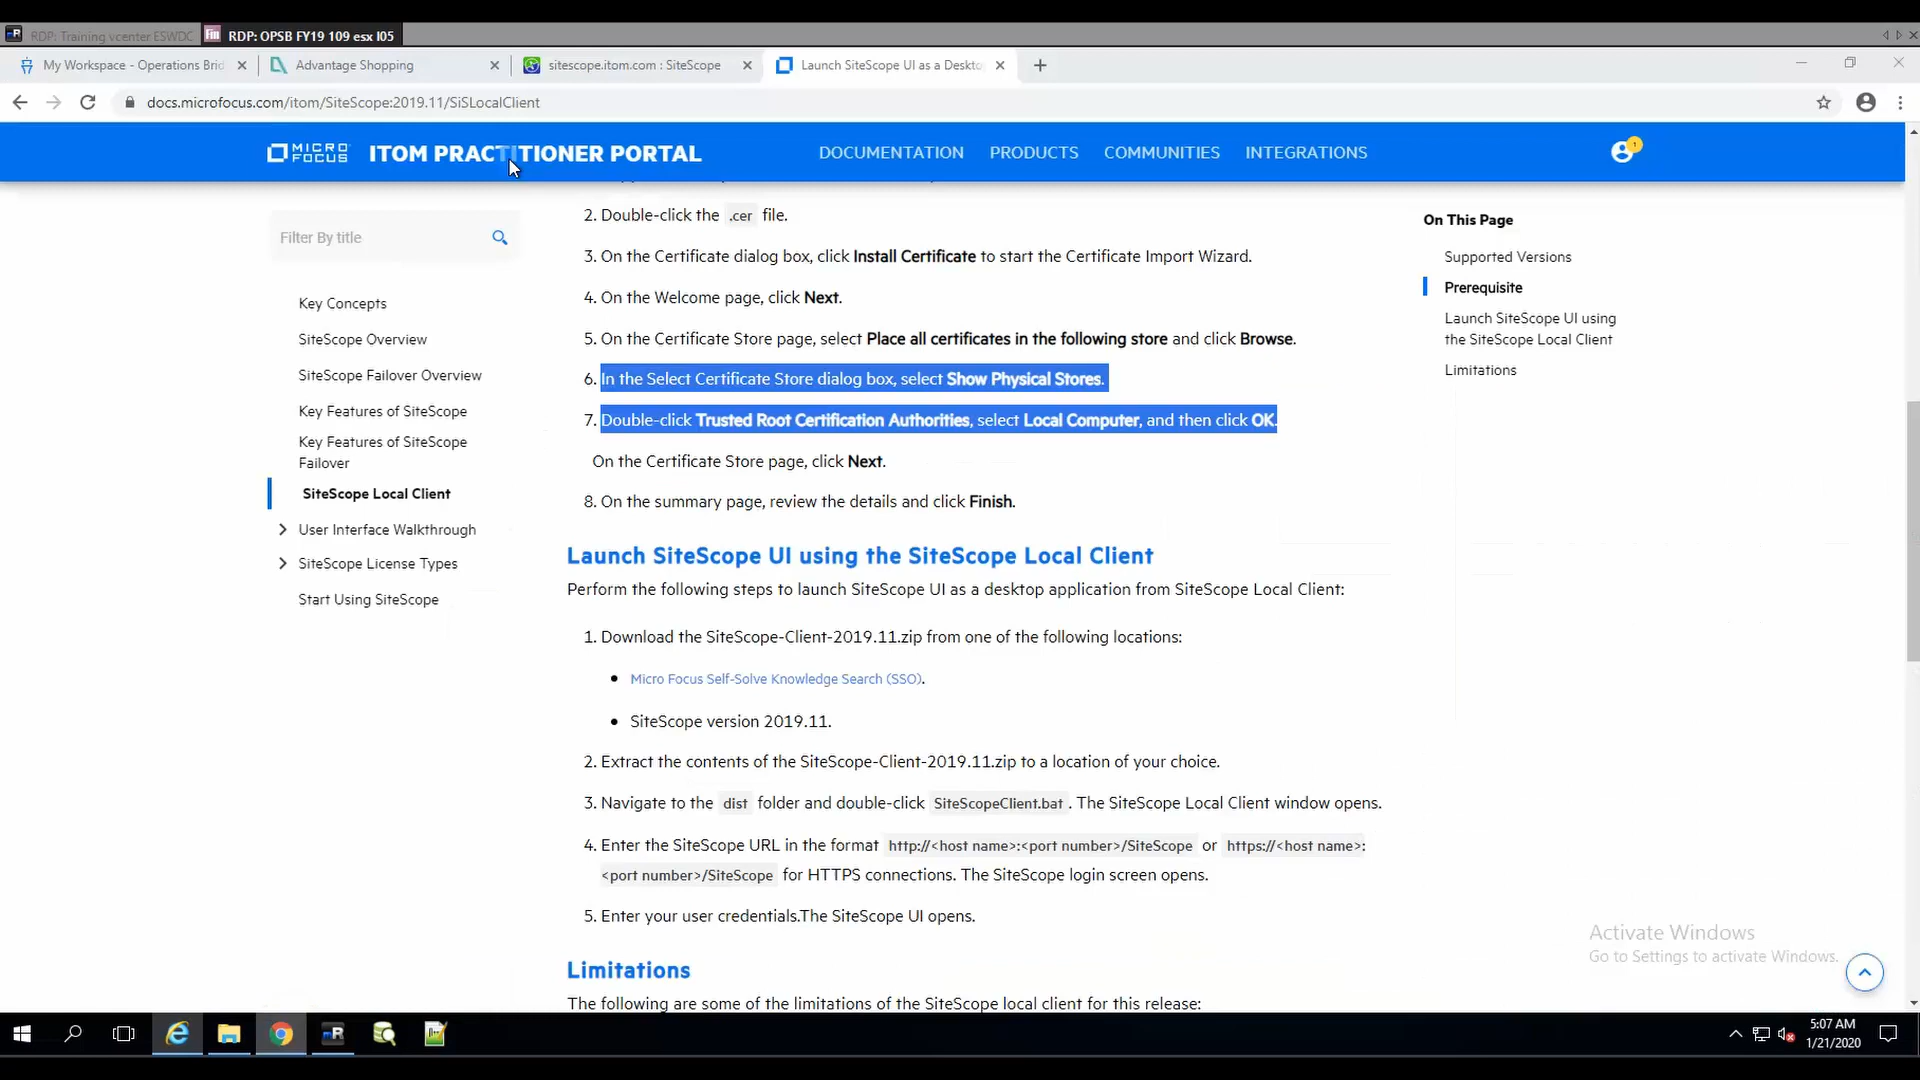 RDP: Training vcenter ESWDC
RDP: OPSB FY19 109 esx I05
My Workspace - Operations Brid
Advantage Shopping
sitescope.itom.com : SiteScope
Launch SiteScope UI as a Deskto
docs.microfocus.com/itom/SiteScope:2019.11/SiSLocalClient
MICRO FOCUS
ITOM PRACTITIONER PORTAL
DOCUMENTATION PRODUCTS COMMUNITIES INTEGRATIONS
1
Filter By title
Key Concepts
SiteScope Overview
SiteScope Failover Overview
Key Features of SiteScope
Key Features of SiteScope
Failover
SiteScope Local Client
User Interface Walkthrough
SiteScope License Types
Start Using SiteScope
2. Double-click the .cer file.
3. On the Certificate dialog box, click Install Certificate to start the Certificate Import Wizard.
4. On the Welcome page, click Next.
5. On the Certificate Store page, select Place all certificates in the following store and click Browse.
6. In the Select Certificate Store dialog box, select Show Physical Stores.
7. Double-click Trusted Root Certification Authorities, select Local Computer, and then click OK.
On the Certificate Store page, click Next.
8. On the summary page, review the details and click Finish.
Launch SiteScope UI using the SiteScope Local Client
Perform the following steps to launch SiteScope UI as a desktop application from SiteScope Local Client:
1. Download the SiteScope-Client-2019.11.zip from one of the following locations:
• Micro Focus Self-Solve Knowledge Search (SSO).
• SiteScope version 2019.11.
2. Extract the contents of the SiteScope-Client-2019.11.zip to a location of your choice.
3. Navigate to the dist folder and double-click SiteScopeClient.bat . The SiteScope Local Client window opens.
4. Enter the SiteScope URL in the format http://<host name>:<port number>/SiteScope or https://<host name>:
<port number>/SiteScope for HTTPS connections. The SiteScope login screen opens.
5. Enter your user credentials.The SiteScope UI opens.
Limitations
The following are some of the limitations of the SiteScope local client for this release:
On This Page
Supported Versions
Prerequisite
Launch SiteScope UI using
the SiteScope Local Client
Limitations
Activate Windows
Go to Settings to activate Windows.
5:07 AM
1/21/2020